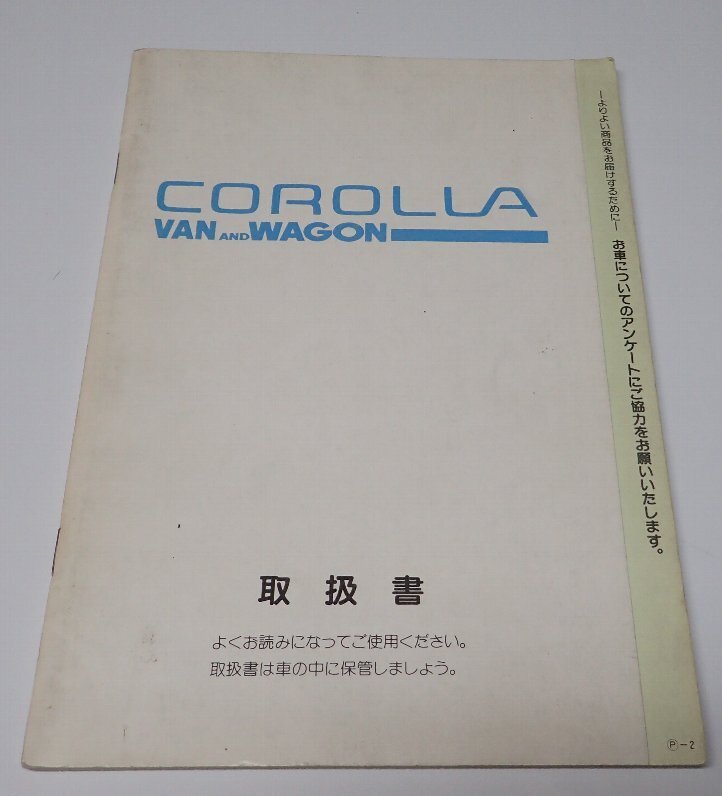 COROLLA
VAN AND WAGON
取扱書
よくお読みになってご使用ください。
取扱書は車の中に保管しましょう。
―よりよい商品をお届けするために― お車についてのアンケートにご協力をお願いいたします。
Ⓟ-2